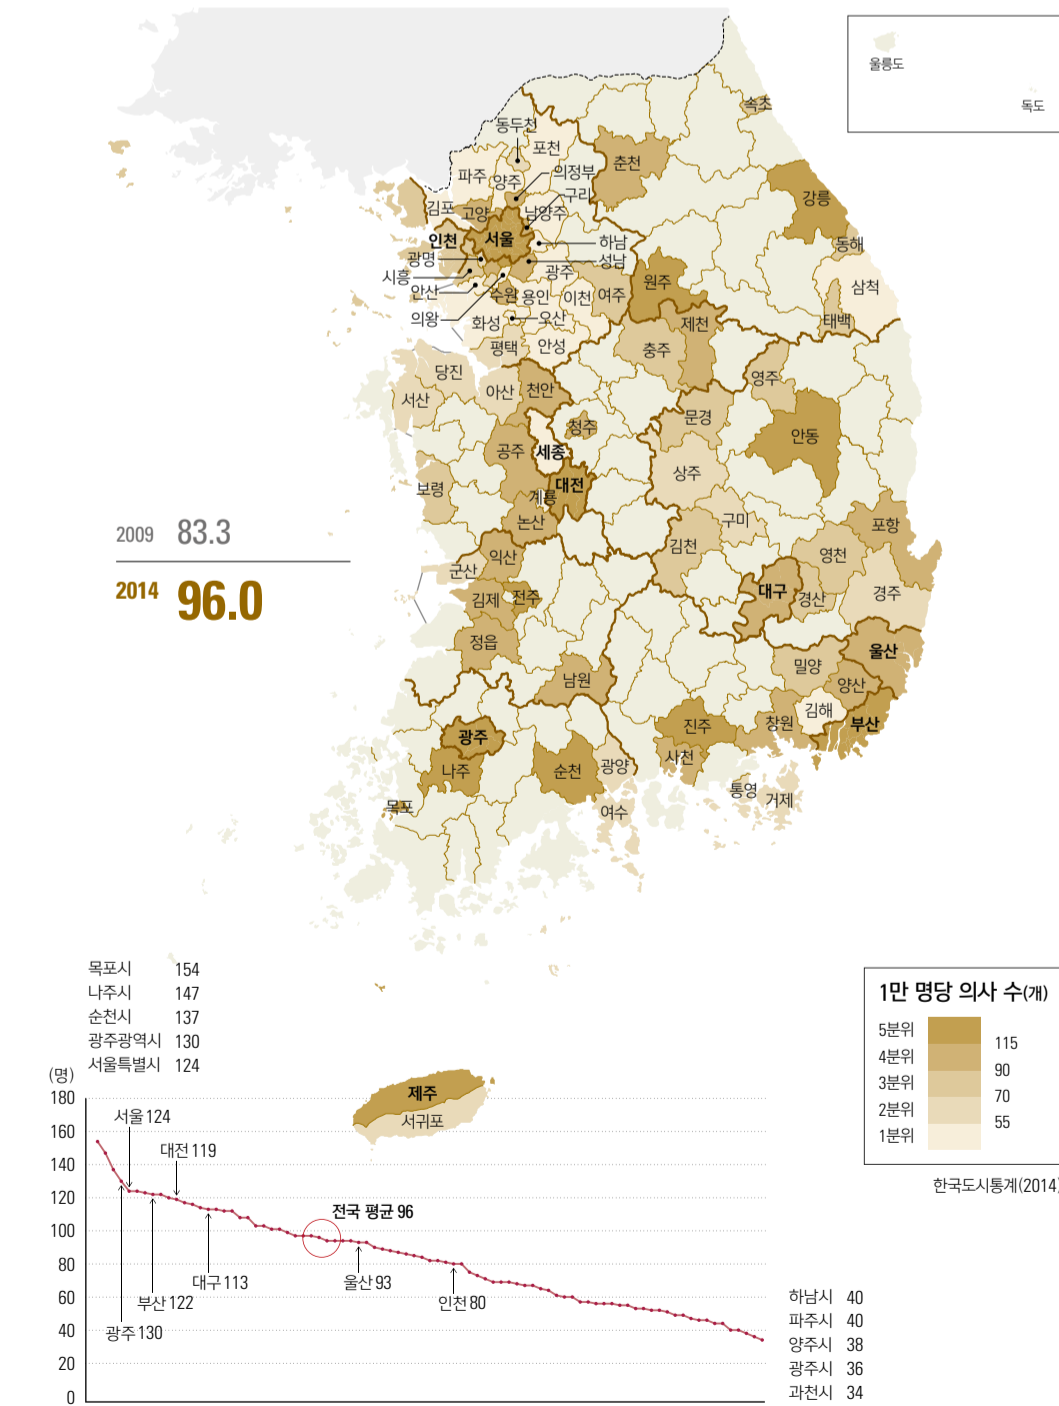 울릉도
독도
속초
동두천
포천
춘천
파주
양주
의정부
강릉
구리
김포
고양
남양주
인천
서울
하남
동해
광명
성남
시흥
광주
원주
삼척
안산
수원
용인
이천
여주
의왕
화성
오산
제천
태백
평택
안성
충주
당진
영주
서산
아산
천안
문경
청주
안동
공주
세종
상주
보령
대전
계룡
논산
구미
포항
김천
영천
익산
군산
대구
경산
경주
김제
전주
정읍
울산
밀양
남원
양산
김해
진주
창원
부산
광주
나주
순천
광양
사천
통영
거제
목포
여수
2009 83.3
2014 96.0
목포시 154
나주시 147
순천시 137
광주광역시 130
서울특별시 124
제주
서귀포
1만 명당 의사 수(개)
5분위
115
4분위
90
3분위
70
2분위
55
1분위
한국도시통계(2014)
(명)
180
160
140
120
100
80
60
40
20
0
서울 124
대전 119
전국 평균 96
대구 113
울산 93
부산 122
인천 80
광주 130
하남시 40
파주시 40
양주시 38
광주시 36
과천시 34